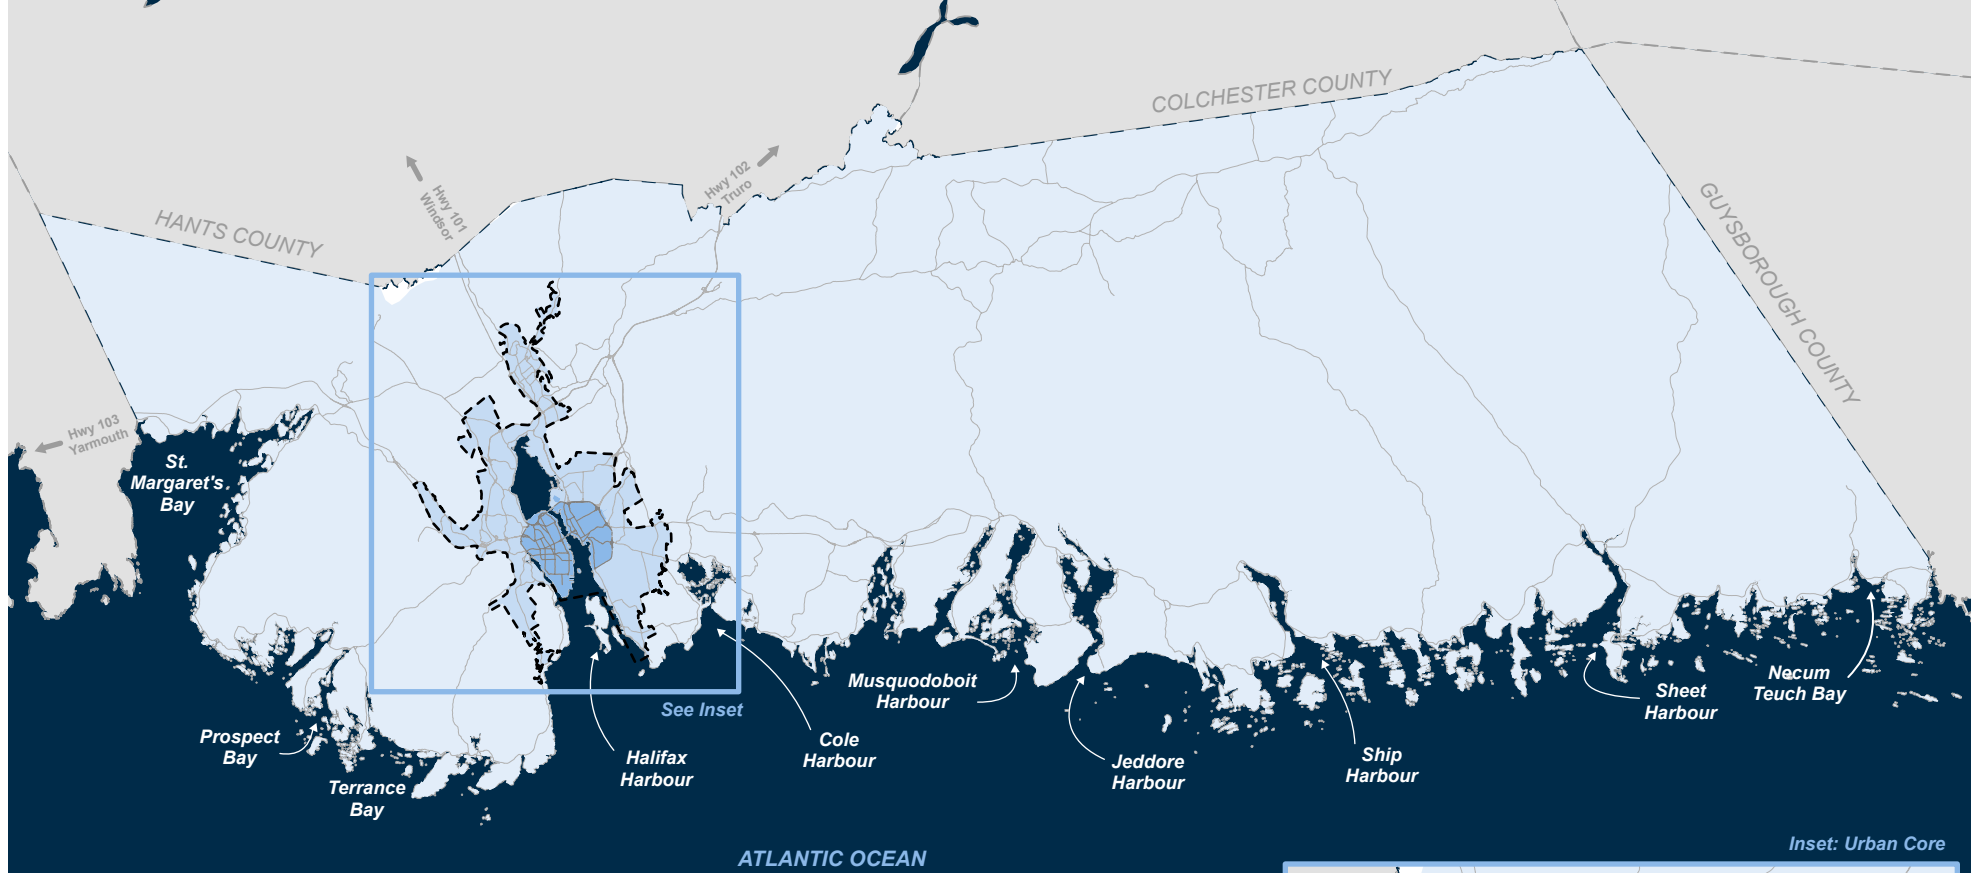 COLCHESTER COUNTY
Hwy 102
Truro
Hwy 101
Windsor
HANTS COUNTY
GUYSBOROUGH COUNTY
Hwy 103
Yarmouth
St.
Margaret's
Bay
See Inset
Prospect
Bay
Terrance
Bay
Halifax
Harbour
Cole
Harbour
Musquodoboit
Harbour
Jeddore
Harbour
Ship
Harbour
Sheet
Harbour
Necum
Teuch Bay
ATLANTIC OCEAN
Inset: Urban Core